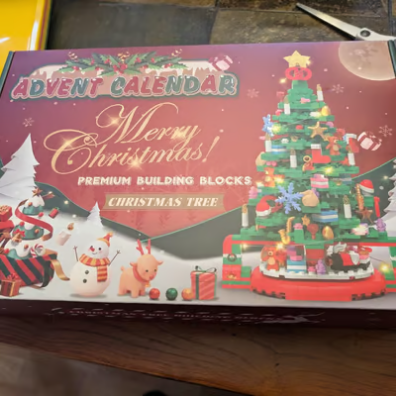 ADVENT CALENDAR
Merry
Christmas!
PREMIUM BUILDING BLOCKS
CHRISTMAS TREE